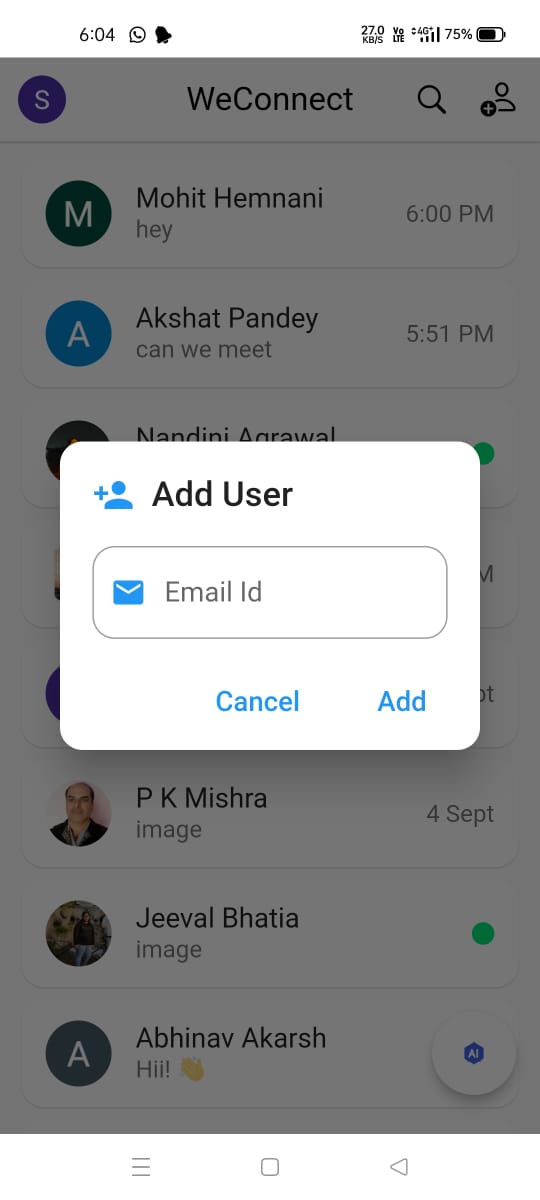 6:04
27.0 KB/S
Vo LTE
4G+
75%
S
WeConnect
Mohit Hemnani
hey
6:00 PM
M
Akshat Pandey
can we meet
5:51 PM
A
Nandini Agrawal
Add User
Email Id
Cancel
Add
P K Mishra
image
4 Sept
Jeeval Bhatia
image
Abhinav Akarsh
Hii! 👋
A
AI